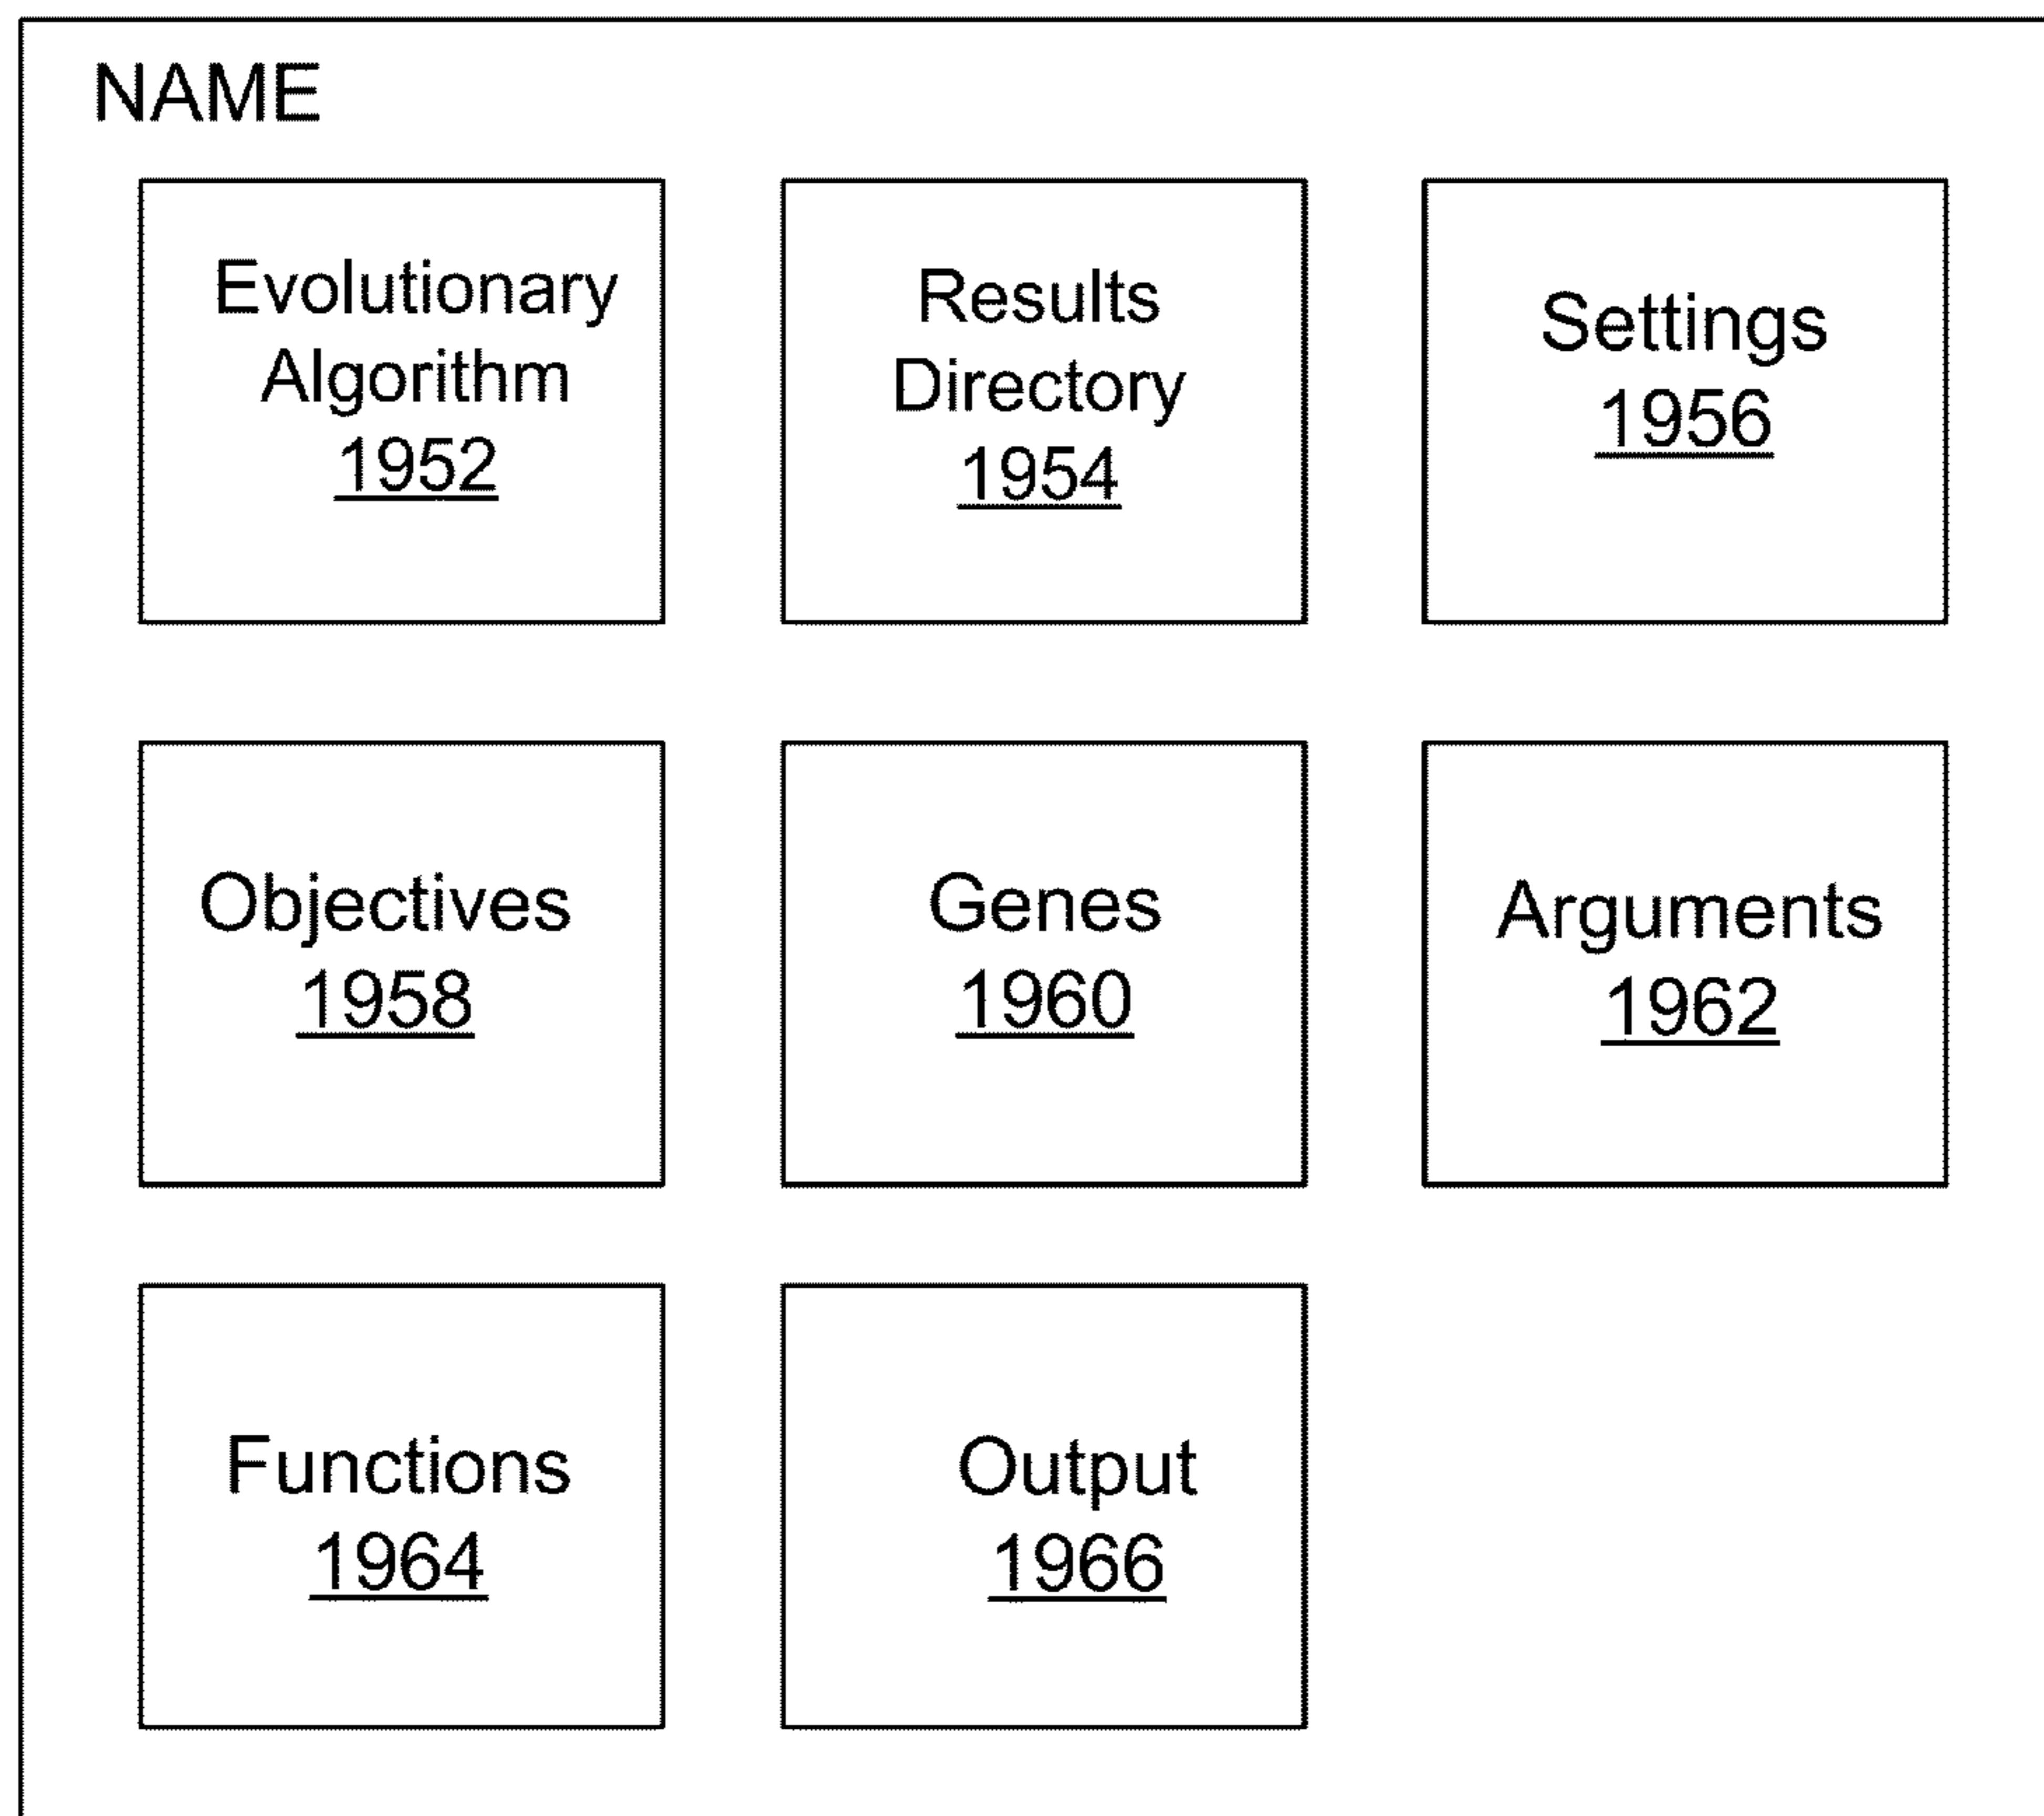 NAME
Evolutionary
Algorithm
1952
Results
Directory
1954
Settings
1956
Objectives
1958
Genes
1960
Arguments
1962
Functions
1964
Output
1966